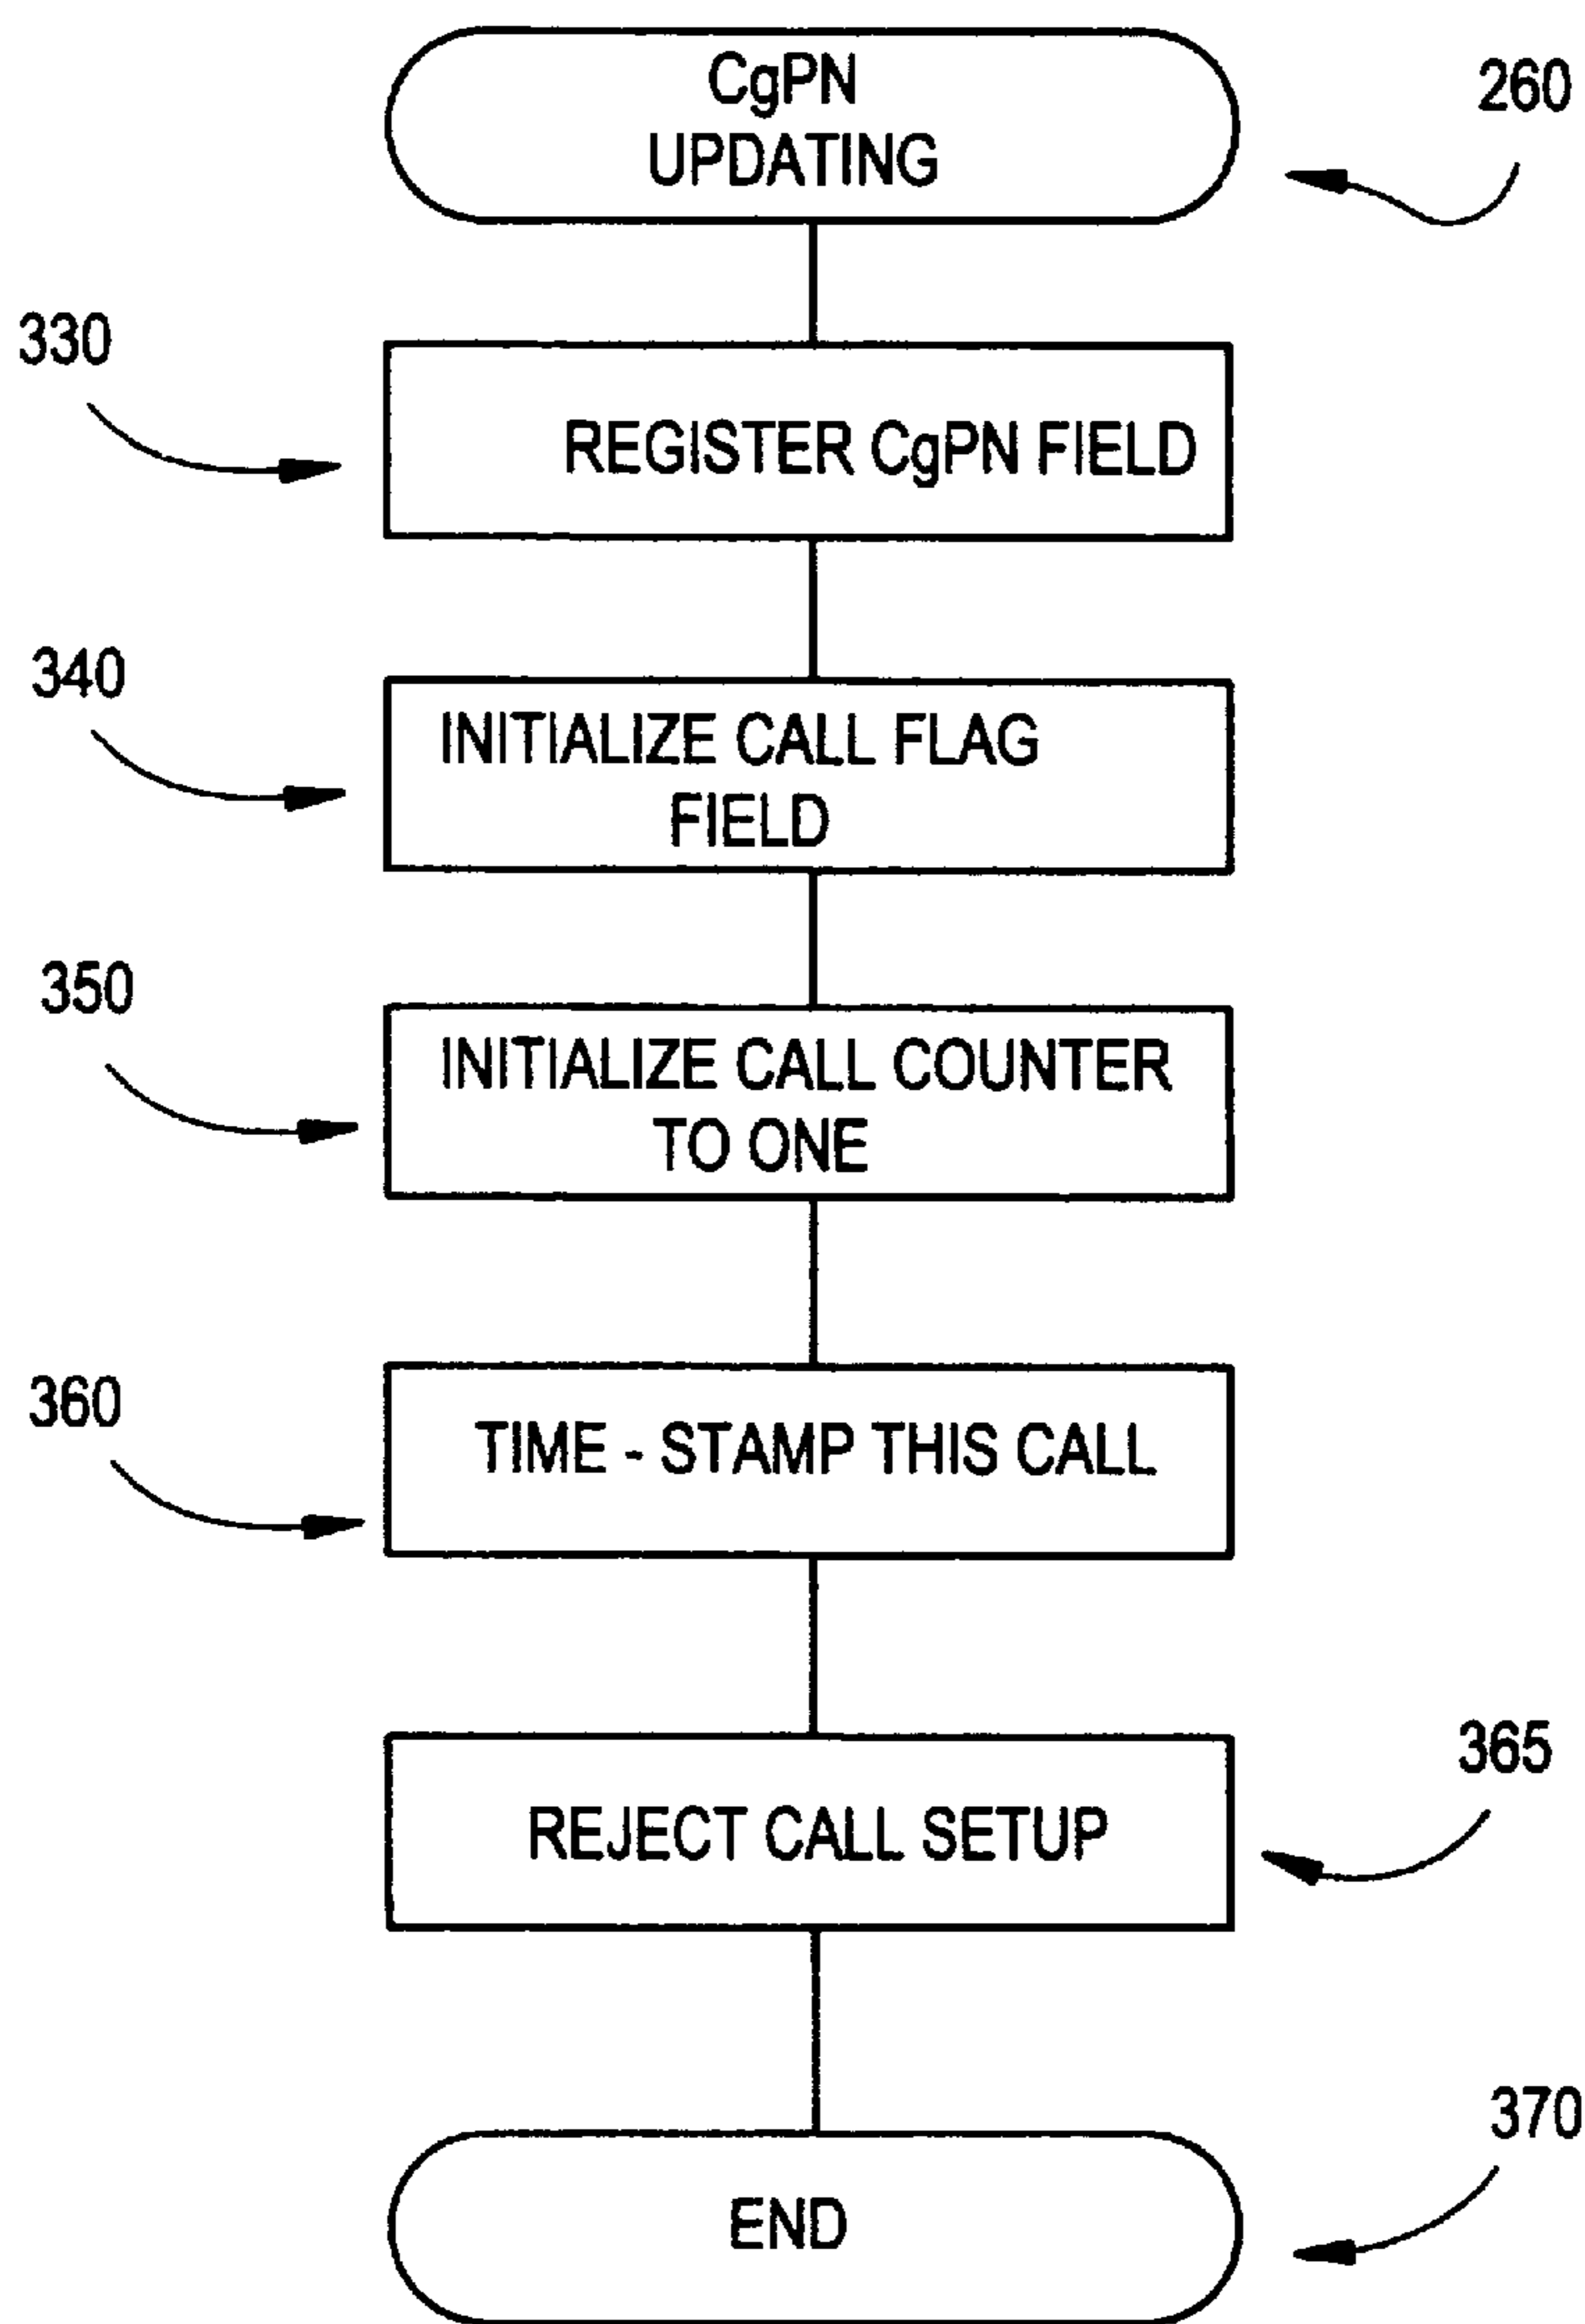 CgPN
UPDATING
260
330
REGISTER CgPN FIELD
340
INITIALIZE CALL FLAG
FIELD
350
INITIALIZE CALL COUNTER
TO ONE
360
TIME - STAMP THIS CALL
365
REJECT CALL SETUP
370
END